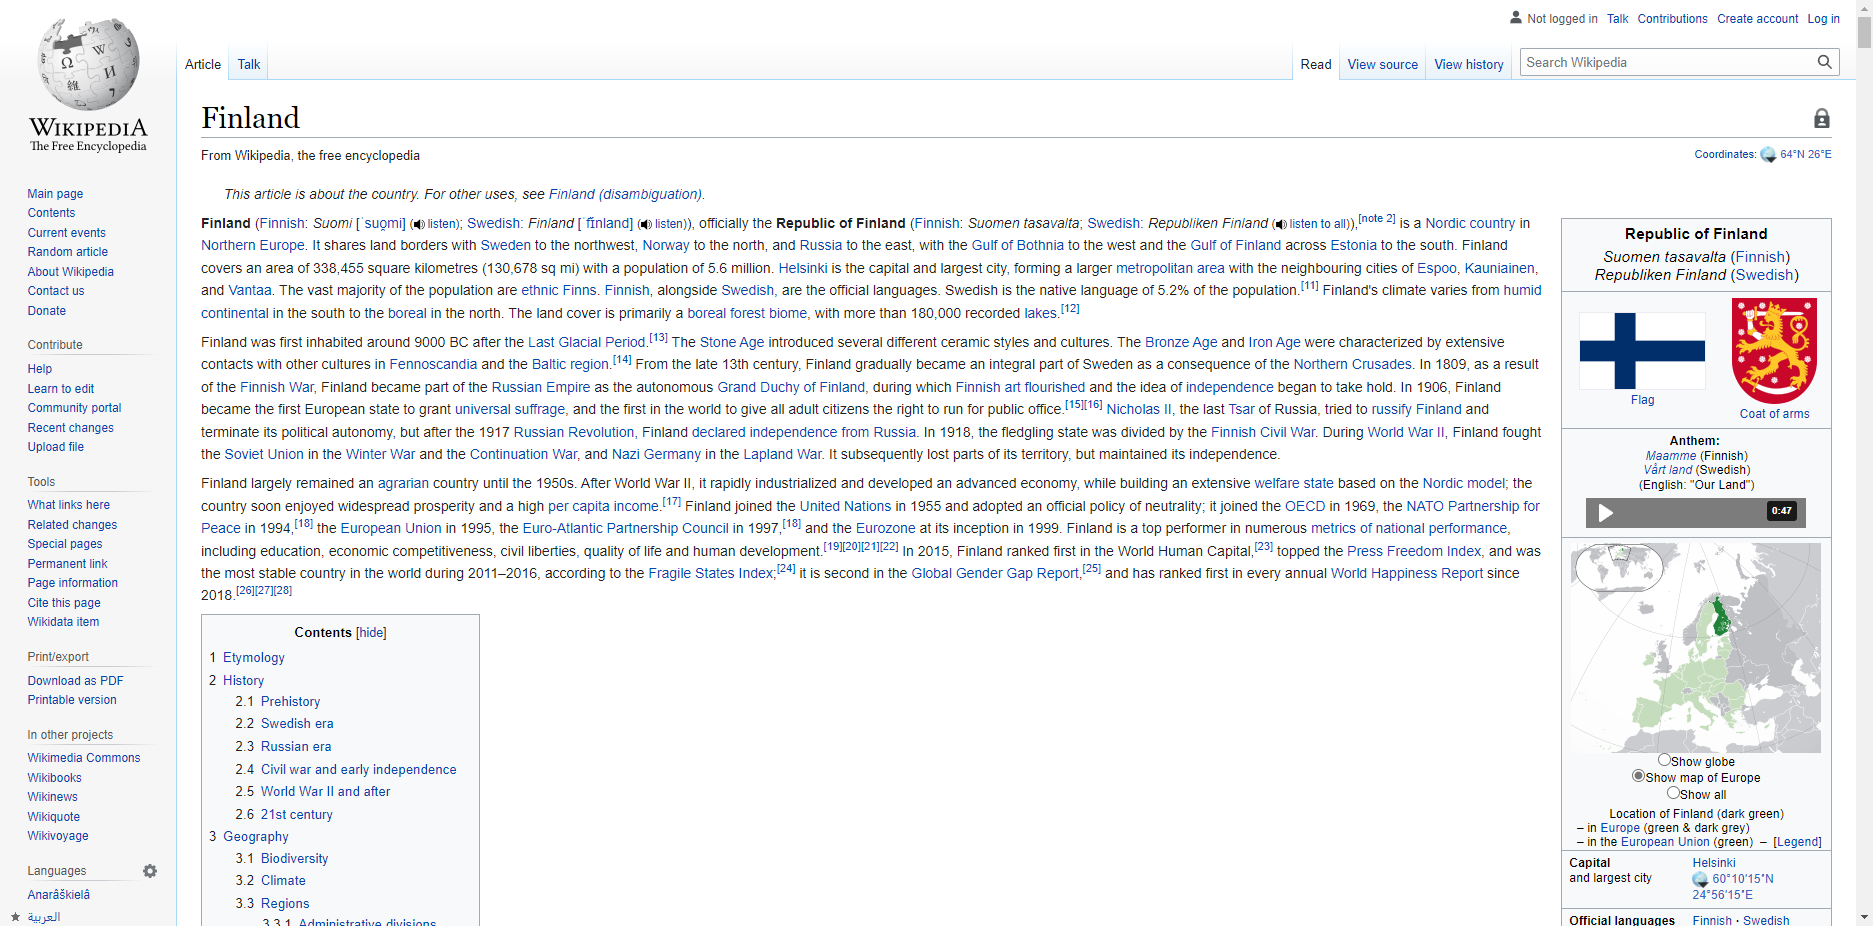 Not logged in Talk Contributions Create account Log in
Article Talk Read View source View history Search Wikipedia
WIKIPEDIA
The Free Encyclopedia
Main page
Contents
Current events
Random article
About Wikipedia
Contact us
Donate
Contribute
Help
Learn to edit
Community portal
Recent changes
Upload file
Tools
What links here
Related changes
Special pages
Permanent link
Page information
Cite this page
Wikidata item
Print/export
Download as PDF
Printable version
In other projects
Wikimedia Commons
Wikibooks
Wikinews
Wikiquote
Wikivoyage
Languages
Anarâškielâ
العربية
Finland
From Wikipedia, the free encyclopedia
Coordinates: 64°N 26°E
This article is about the country. For other uses, see Finland (disambiguation).
Finland (Finnish: Suomi [ˈsuo̯mi] (listen); Swedish: Finland [ˈfɪ̌nland] (listen)), officially the Republic of Finland (Finnish: Suomen tasavalta; Swedish: Republiken Finland (listen to all)),[note 2] is a Nordic country in
Northern Europe. It shares land borders with Sweden to the northwest, Norway to the north, and Russia to the east, with the Gulf of Bothnia to the west and the Gulf of Finland across Estonia to the south. Finland
covers an area of 338,455 square kilometres (130,678 sq mi) with a population of 5.6 million. Helsinki is the capital and largest city, forming a larger metropolitan area with the neighbouring cities of Espoo, Kauniainen,
and Vantaa. The vast majority of the population are ethnic Finns. Finnish, alongside Swedish, are the official languages. Swedish is the native language of 5.2% of the population.[11] Finland's climate varies from humid
continental in the south to the boreal in the north. The land cover is primarily a boreal forest biome, with more than 180,000 recorded lakes.[12]
Finland was first inhabited around 9000 BC after the Last Glacial Period.[13] The Stone Age introduced several different ceramic styles and cultures. The Bronze Age and Iron Age were characterized by extensive
contacts with other cultures in Fennoscandia and the Baltic region.[14] From the late 13th century, Finland gradually became an integral part of Sweden as a consequence of the Northern Crusades. In 1809, as a result
of the Finnish War, Finland became part of the Russian Empire as the autonomous Grand Duchy of Finland, during which Finnish art flourished and the idea of independence began to take hold. In 1906, Finland
became the first European state to grant universal suffrage, and the first in the world to give all adult citizens the right to run for public office.[15][16] Nicholas II, the last Tsar of Russia, tried to russify Finland and
terminate its political autonomy, but after the 1917 Russian Revolution, Finland declared independence from Russia. In 1918, the fledgling state was divided by the Finnish Civil War. During World War II, Finland fought
the Soviet Union in the Winter War and the Continuation War, and Nazi Germany in the Lapland War. It subsequently lost parts of its territory, but maintained its independence.
Finland largely remained an agrarian country until the 1950s. After World War II, it rapidly industrialized and developed an advanced economy, while building an extensive welfare state based on the Nordic model; the
country soon enjoyed widespread prosperity and a high per capita income.[17] Finland joined the United Nations in 1955 and adopted an official policy of neutrality; it joined the OECD in 1969, the NATO Partnership for
Peace in 1994,[18] the European Union in 1995, the Euro-Atlantic Partnership Council in 1997,[18] and the Eurozone at its inception in 1999. Finland is a top performer in numerous metrics of national performance,
including education, economic competitiveness, civil liberties, quality of life and human development.[19][20][21][22] In 2015, Finland ranked first in the World Human Capital,[23] topped the Press Freedom Index, and was
the most stable country in the world during 2011–2016, according to the Fragile States Index;[24] it is second in the Global Gender Gap Report,[25] and has ranked first in every annual World Happiness Report since
2018.[26][27][28]
Contents [hide]
1 Etymology
2 History
2.1 Prehistory
2.2 Swedish era
2.3 Russian era
2.4 Civil war and early independence
2.5 World War II and after
2.6 21st century
3 Geography
3.1 Biodiversity
3.2 Climate
3.3 Regions
3.3.1 Administrative divisions
Republic of Finland
Suomen tasavalta (Finnish)
Republiken Finland (Swedish)
Flag
Coat of arms
Anthem:
Maamme (Finnish)
Vårt land (Swedish)
(English: "Our Land")
0:47
Show globe
Show map of Europe
Show all
Location of Finland (dark green)
– in Europe (green & dark grey)
– in the European Union (green) – [Legend]
Capital Helsinki
and largest city 60°10′15″N
24°56′15″E
Official languages Finnish · Swedish